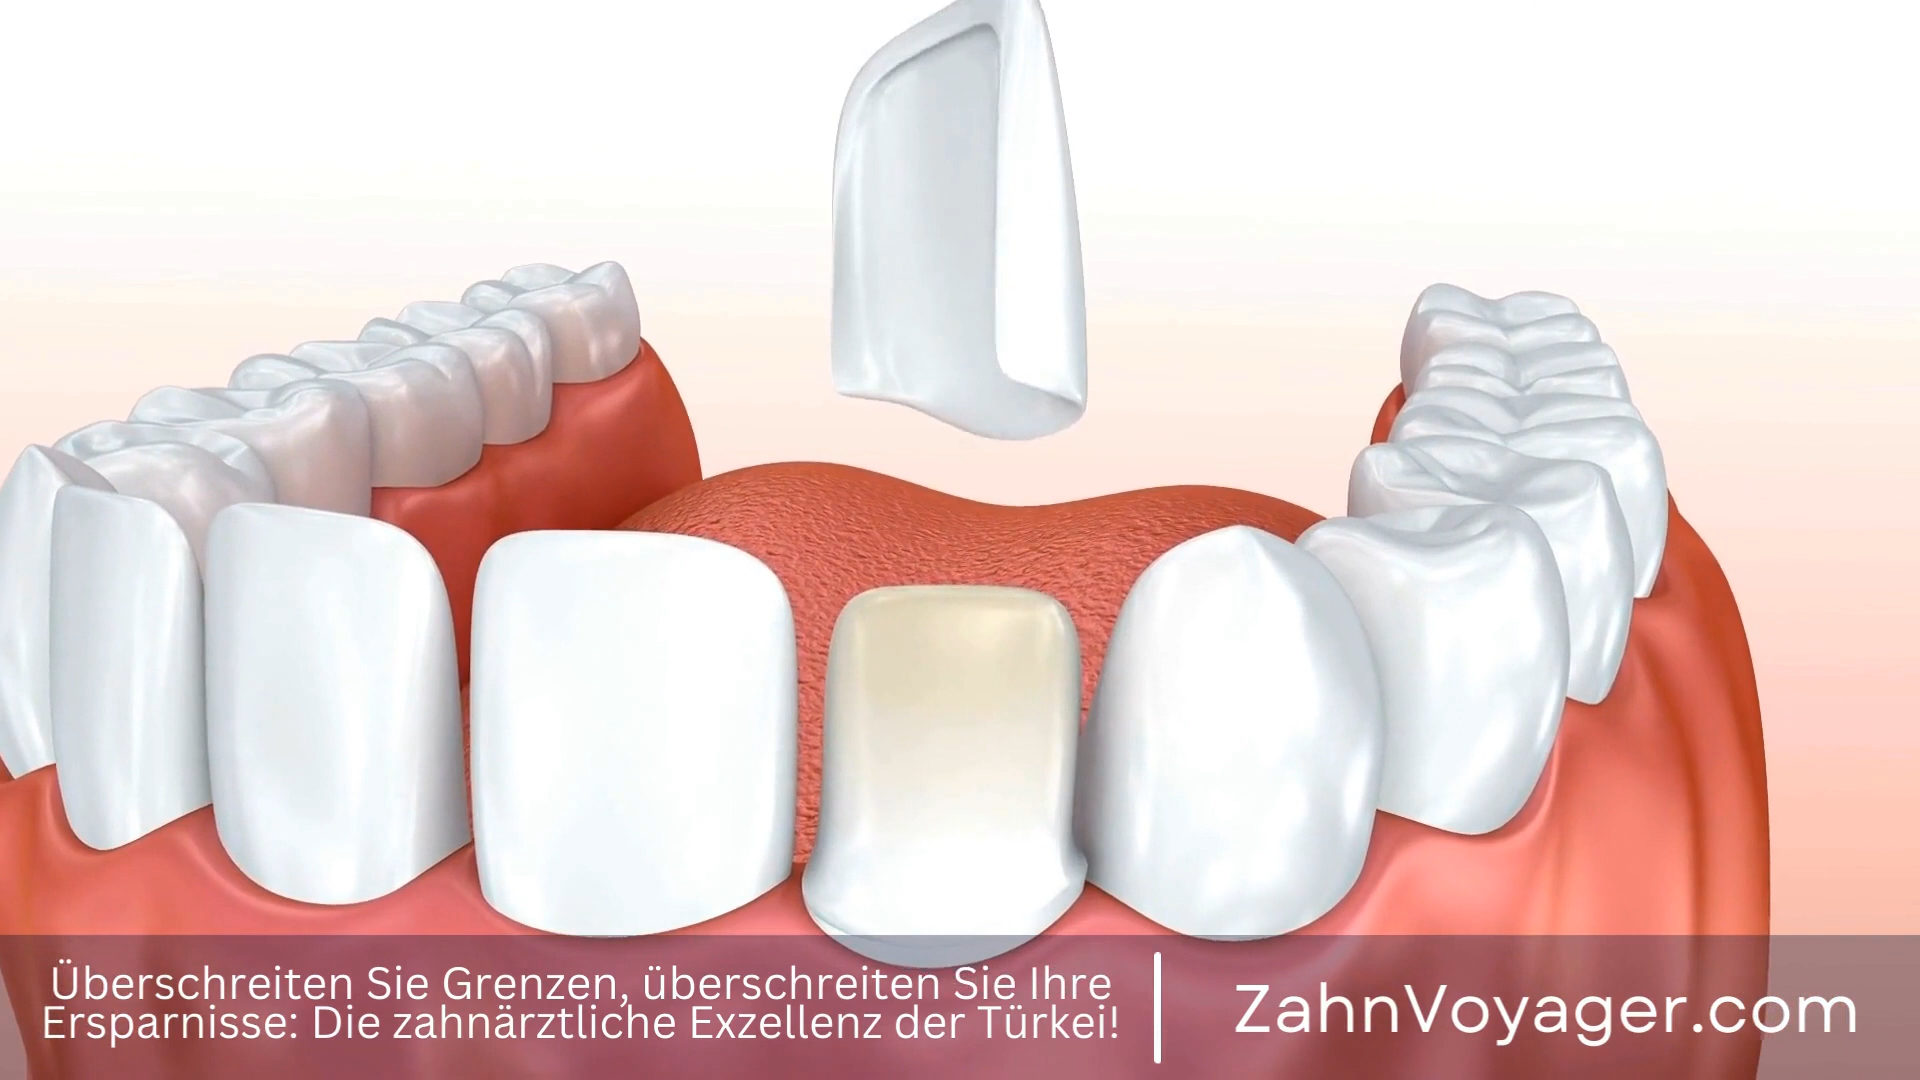 Überschreiten Sie Grenzen, überschreiten Sie Ihre
Ersparnisse: Die zahnärztliche Exzellenz der Türkei!
ZahnVoyager.com